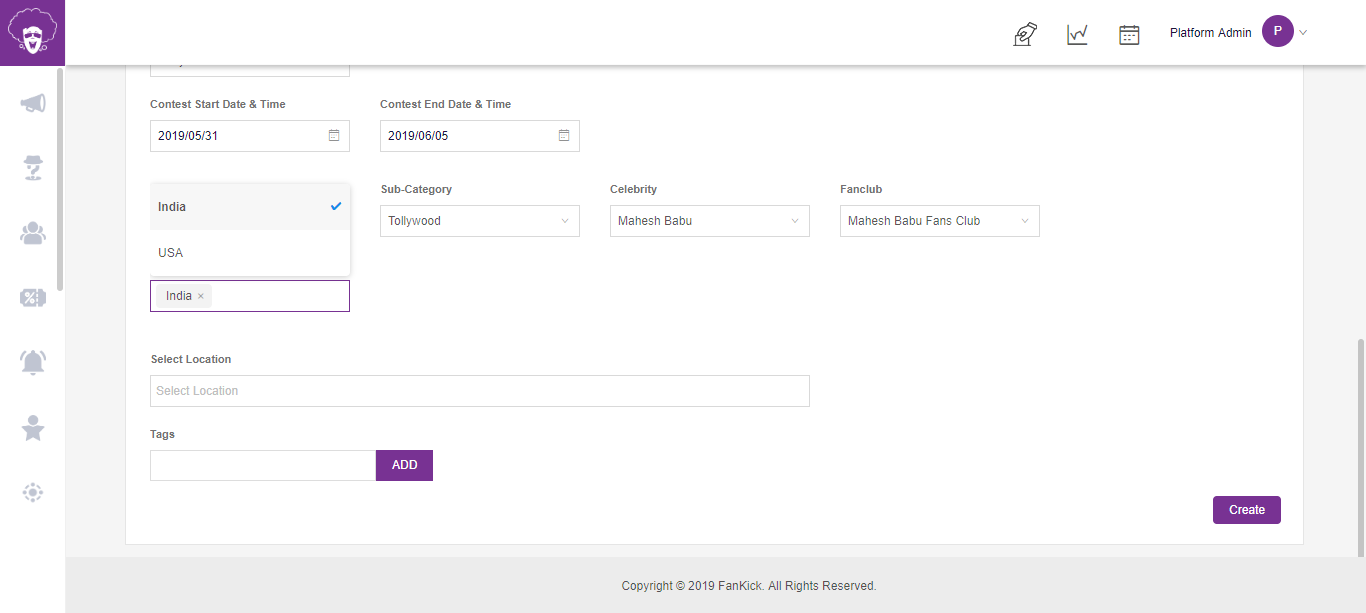 Platform Admin P
Contest Start Date & Time Contest End Date & Time
2019/05/31 2019/06/05
Sub-Category Celebrity Fanclub
India
Tollywood Mahesh Babu Mahesh Babu Fans Club
USA
India ×
Select Location
Select Location
Tags
ADD
Create
Copyright © 2019 FanKick. All Rights Reserved.